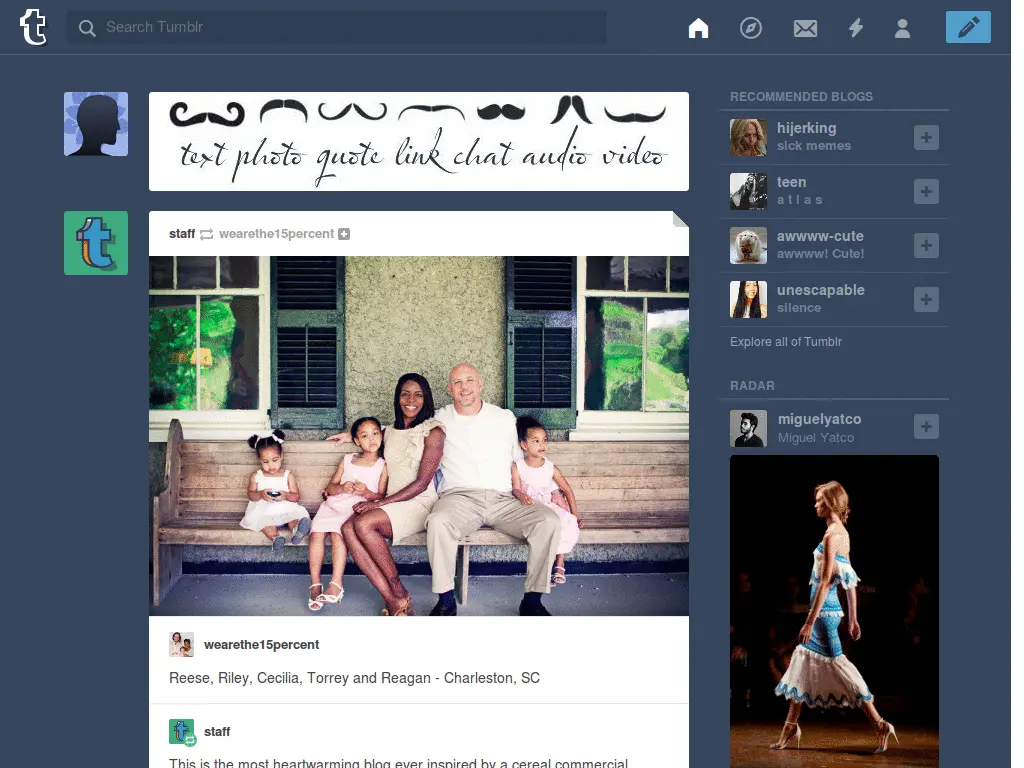 Search Tumblr
text photo quote link chat audio video
staff wearethe15percent
wearethe15percent
Reese, Riley, Cecilia, Torrey and Reagan - Charleston, SC
staff
This is the most heartwarming blog ever inspired by a cereal commercial
RECOMMENDED BLOGS
hijerking
sick memes
teen
a t l a s
awwww-cute
awwww! Cute!
unescapable
silence
Explore all of Tumblr
RADAR
miguelyatco
Miguel Yatco